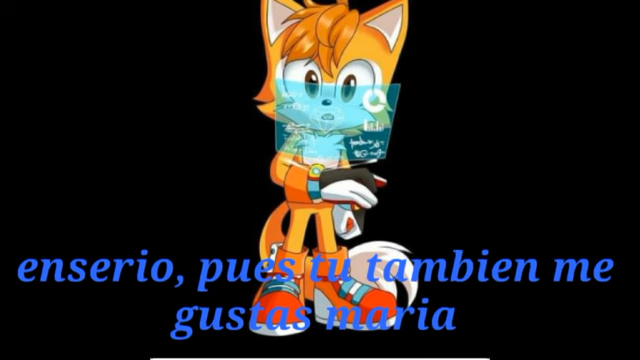 enserio, pues tu tambien me
gustas maria